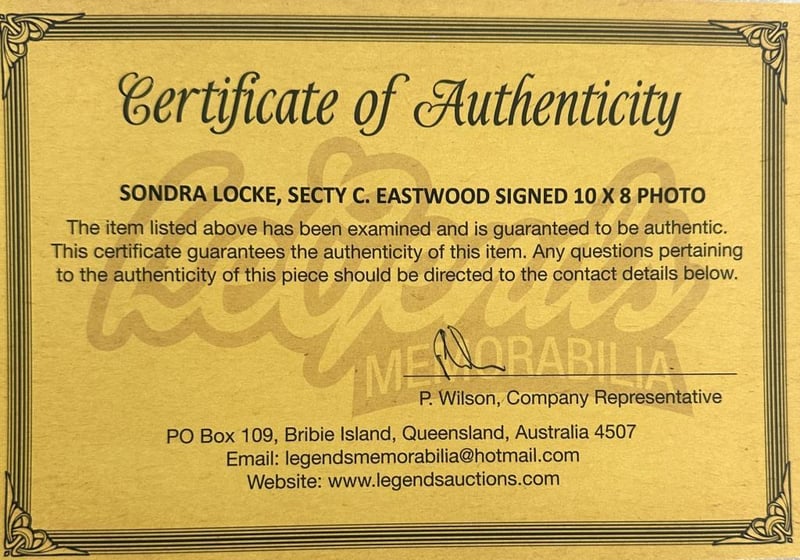 Certificate of Authenticity
SONDRA LOCKE, SECTY C. EASTWOOD SIGNED 10 X 8 PHOTO
The item listed above has been examined and is guaranteed to be authentic.
This certificate guarantees the authenticity of this item. Any questions pertaining
to the authenticity of this piece should be directed to the contact details below.
Legends
MEMORABILIA
P. Wilson, Company Representative
PO Box 109, Bribie Island, Queensland, Australia 4507
Email: legendsmemorabilia@hotmail.com
Website: www.legendsauctions.com